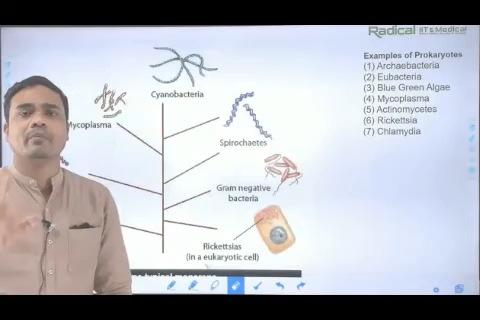 Radical IIT & Medical
Examples of Prokaryotes
(1) Archaebacteria
(2) Eubacteria
(3) Blue Green Algae
(4) Mycoplasma
(5) Actinomycetes
(6) Rickettsia
(7) Chlamydia
Cyanobacteria
Mycoplasma
Spirochaetes
Gram negative
bacteria
Rickettsias
(in a eukaryotic cell)